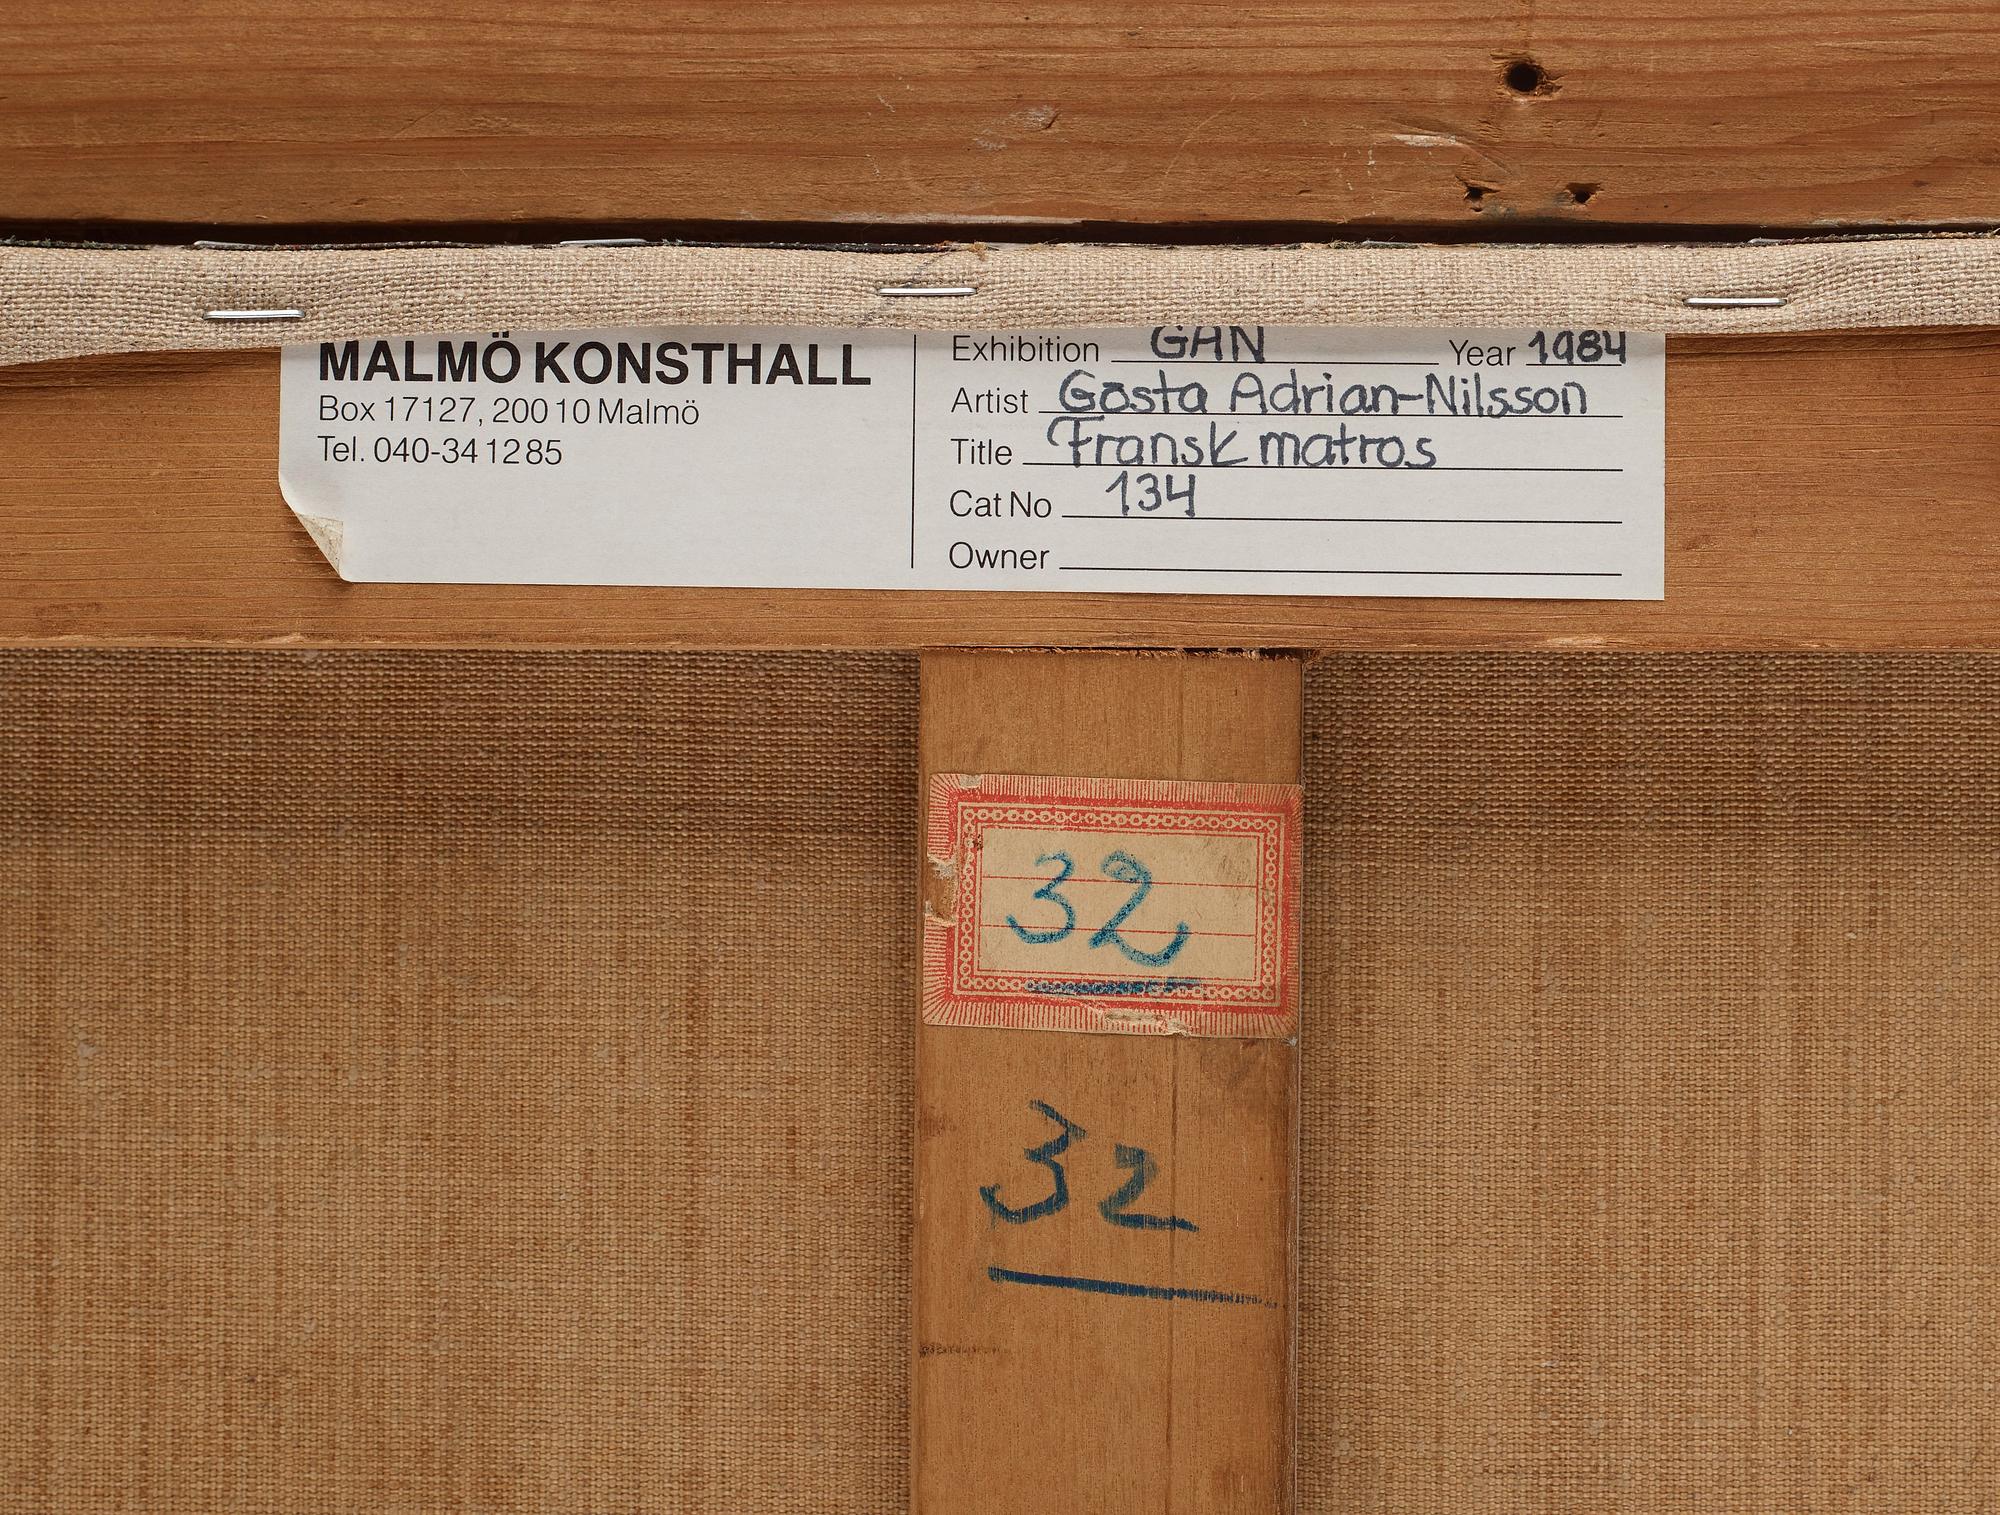 MALMÖ KONSTHALL
Box 17127, 200 10 Malmö
Tel. 040-34 12 85
Exhibition GAN Year 1984
Artist Gösta Adrian-Nilsson
Title Fransk matros
Cat No 134
Owner
32
32